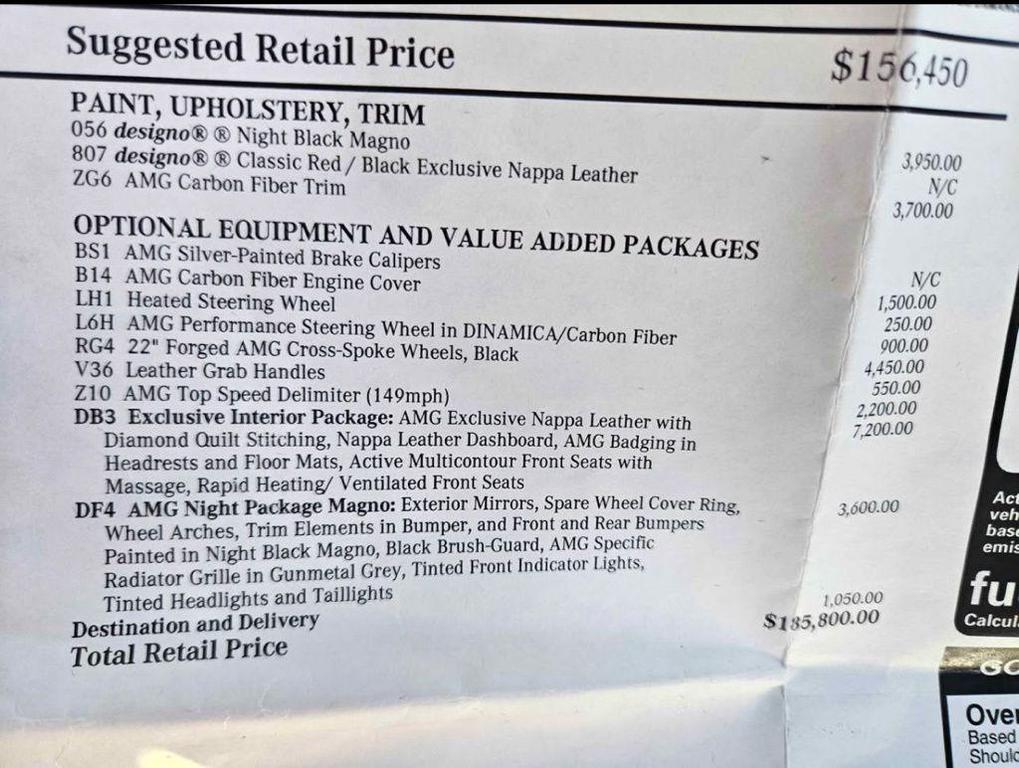 Suggested Retail Price $156,450
PAINT, UPHOLSTERY, TRIM
056 designo® ® Night Black Magno 3,950.00
807 designo® ® Classic Red / Black Exclusive Nappa Leather N/C
ZG6 AMG Carbon Fiber Trim 3,700.00
OPTIONAL EQUIPMENT AND VALUE ADDED PACKAGES
BS1 AMG Silver-Painted Brake Calipers N/C
B14 AMG Carbon Fiber Engine Cover 1,500.00
LH1 Heated Steering Wheel 250.00
L6H AMG Performance Steering Wheel in DINAMICA/Carbon Fiber 900.00
RG4 22" Forged AMG Cross-Spoke Wheels, Black 4,450.00
V36 Leather Grab Handles 550.00
Z10 AMG Top Speed Delimiter (149mph) 2,200.00
DB3 Exclusive Interior Package: AMG Exclusive Nappa Leather with 7,200.00
Diamond Quilt Stitching, Nappa Leather Dashboard, AMG Badging in
Headrests and Floor Mats, Active Multicontour Front Seats with
Massage, Rapid Heating/ Ventilated Front Seats
DF4 AMG Night Package Magno: Exterior Mirrors, Spare Wheel Cover Ring, 3,600.00
Wheel Arches, Trim Elements in Bumper, and Front and Rear Bumpers
Painted in Night Black Magno, Black Brush-Guard, AMG Specific
Radiator Grille in Gunmetal Grey, Tinted Front Indicator Lights,
Tinted Headlights and Taillights
Destination and Delivery 1,050.00
Total Retail Price $185,800.00
Act
veh
base
emis
fu
Calcul
GO
Over
Based
Should